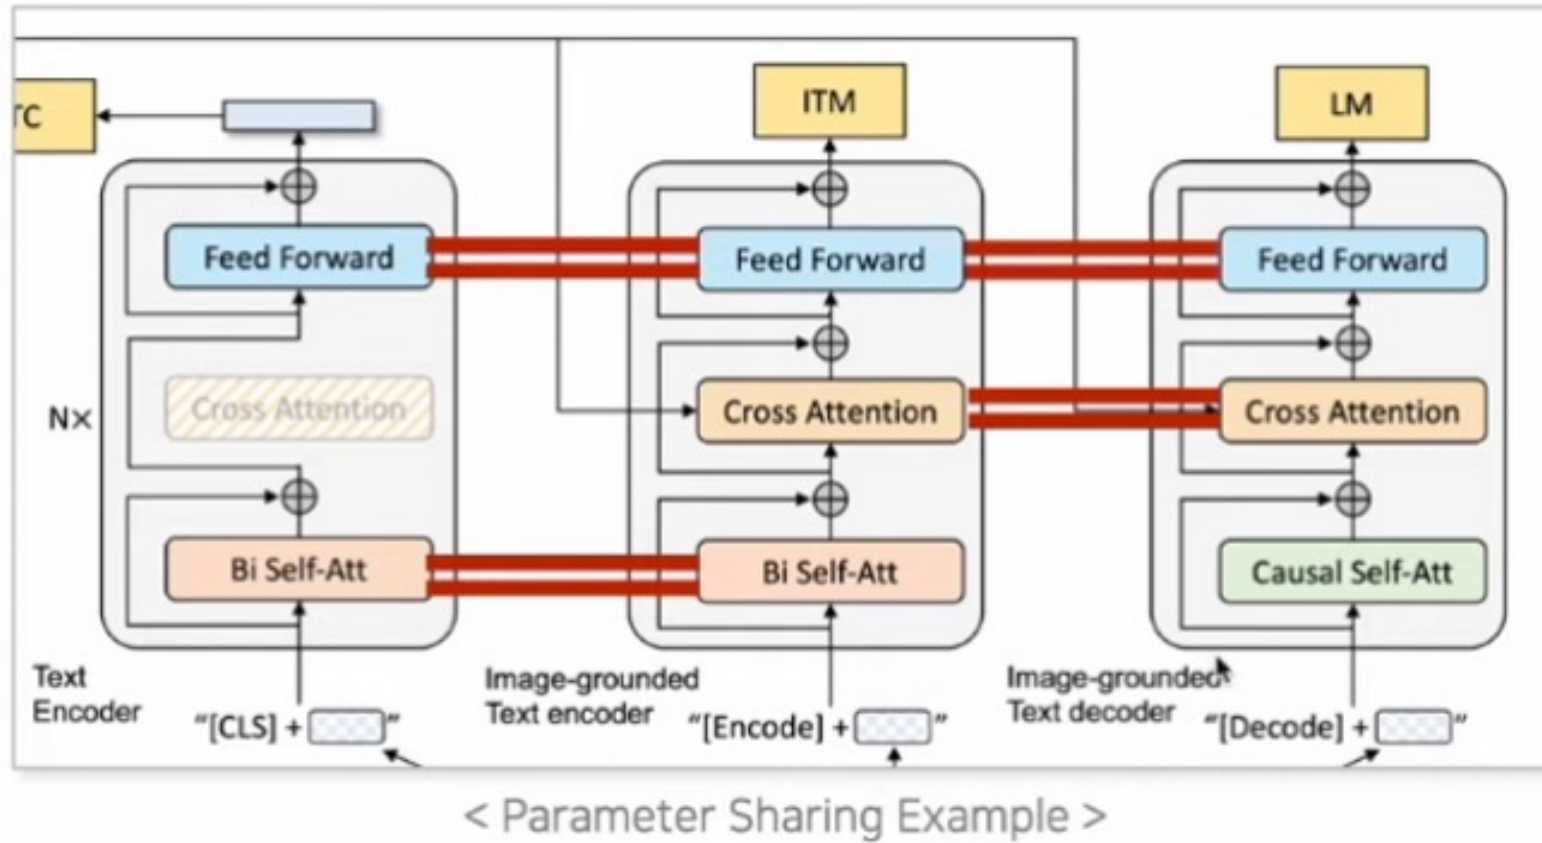 TC
ITM
LM
Feed Forward
Feed Forward
Feed Forward
N×
Cross Attention
Cross Attention
Cross Attention
Bi Self-Att
Bi Self-Att
Causal Self-Att
Text
Encoder
"[CLS] + "
Image-grounded
Text encoder
"[Encode] + "
Image-grounded
Text decoder
"[Decode] + "
< Parameter Sharing Example >